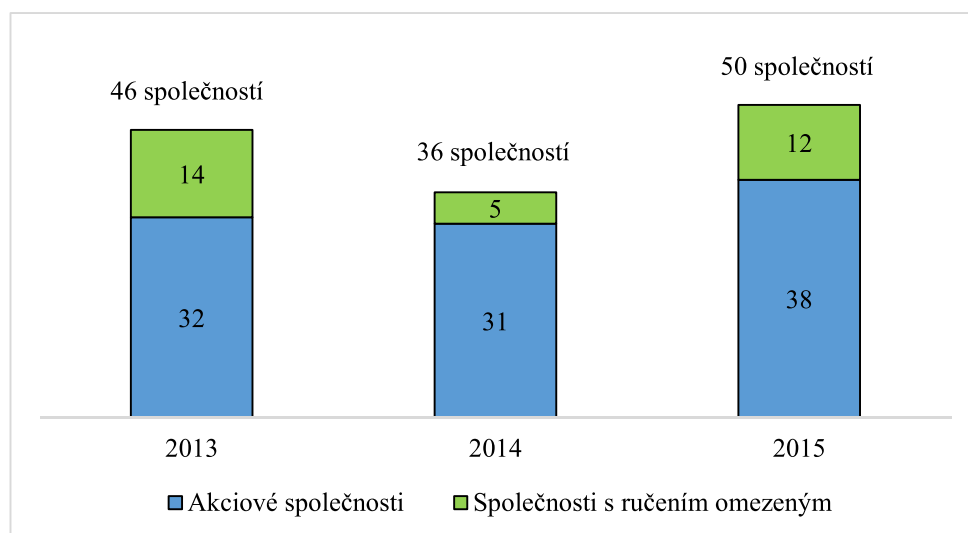 50 společností
46 společností
36 společností
14
5
12
32
31
38
2013 2014 2015
Akciové společnosti Společnosti s ručením omezeným